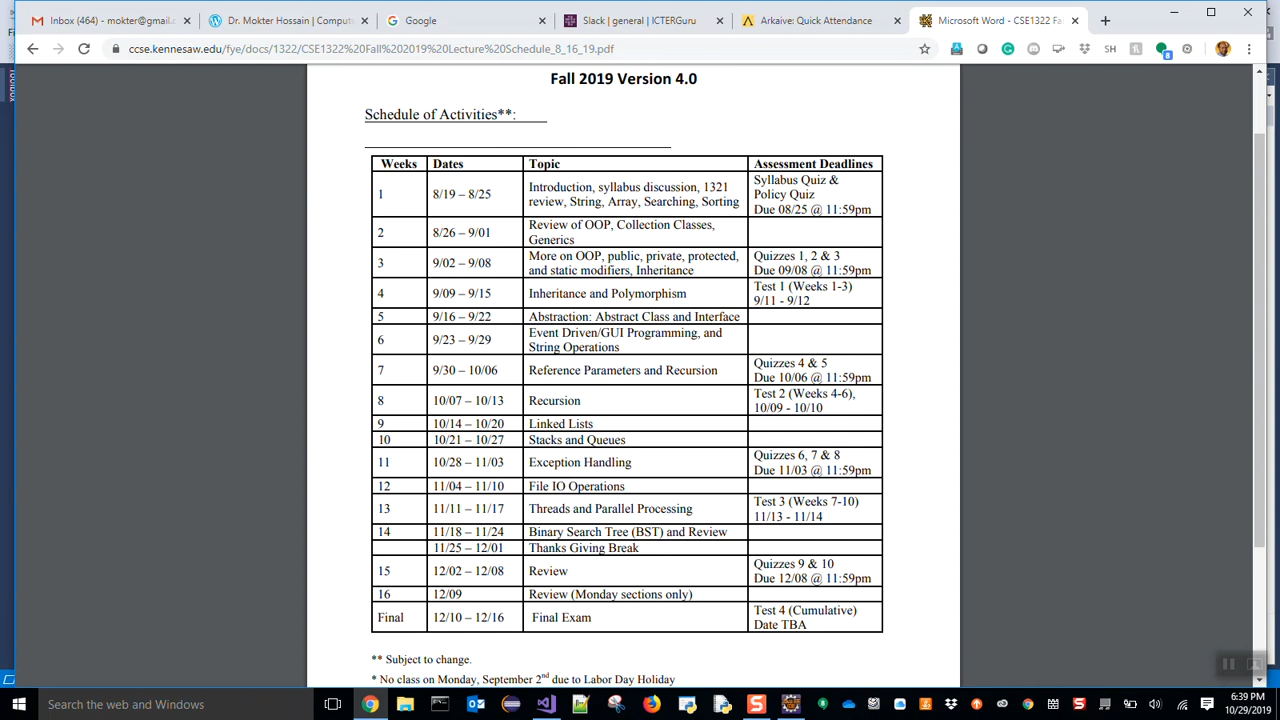 Inbox (464) - mokter@gmail.c
Dr. Mokter Hossain | Comput
Google
Slack | general | ICTERGuru
Arkaive: Quick Attendance
Microsoft Word - CSE1322 Fa
ccse.kennesaw.edu/fye/docs/1322/CSE1322%20Fall%202019%20Lecture%20Schedule_8_16_19.pdf
SH
8
Fall 2019 Version 4.0
Schedule of Activities**:
Weeks Dates Topic Assessment Deadlines
1 8/19 – 8/25 Introduction, syllabus discussion, 1321 review, String, Array, Searching, Sorting Syllabus Quiz & Policy Quiz Due 08/25 @ 11:59pm
2 8/26 – 9/01 Review of OOP, Collection Classes, Generics
3 9/02 – 9/08 More on OOP, public, private, protected, and static modifiers, Inheritance Quizzes 1, 2 & 3 Due 09/08 @ 11:59pm
4 9/09 – 9/15 Inheritance and Polymorphism Test 1 (Weeks 1-3) 9/11 - 9/12
5 9/16 – 9/22 Abstraction: Abstract Class and Interface
6 9/23 – 9/29 Event Driven/GUI Programming, and String Operations
7 9/30 – 10/06 Reference Parameters and Recursion Quizzes 4 & 5 Due 10/06 @ 11:59pm
8 10/07 – 10/13 Recursion Test 2 (Weeks 4-6), 10/09 - 10/10
9 10/14 – 10/20 Linked Lists
10 10/21 – 10/27 Stacks and Queues
11 10/28 – 11/03 Exception Handling Quizzes 6, 7 & 8 Due 11/03 @ 11:59pm
12 11/04 – 11/10 File IO Operations
13 11/11 – 11/17 Threads and Parallel Processing Test 3 (Weeks 7-10) 11/13 - 11/14
14 11/18 – 11/24 Binary Search Tree (BST) and Review
11/25 – 12/01 Thanks Giving Break
15 12/02 – 12/08 Review Quizzes 9 & 10 Due 12/08 @ 11:59pm
16 12/09 Review (Monday sections only)
Final 12/10 – 12/16 Final Exam Test 4 (Cumulative) Date TBA
** Subject to change.
* No class on Monday, September 2nd due to Labor Day Holiday
Search the web and Windows
6:39 PM
10/29/2019